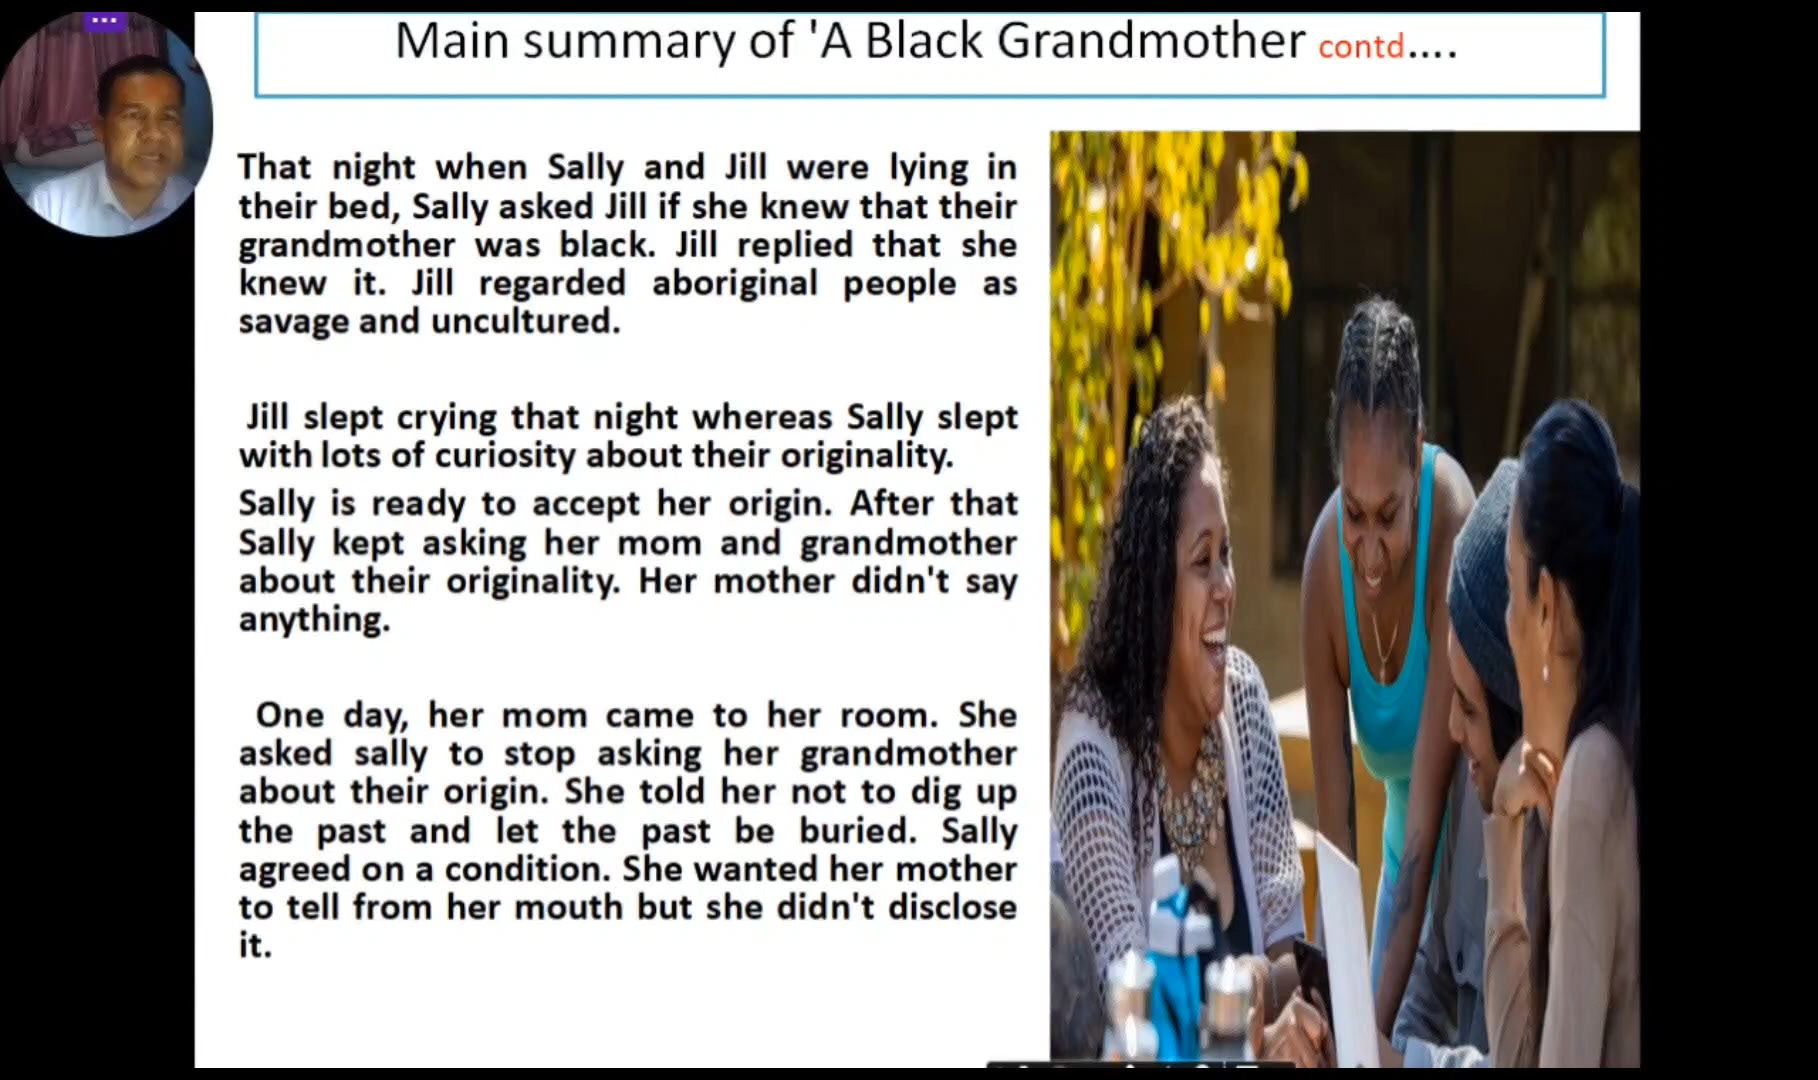 Main summary of 'A Black Grandmother contd....
That night when Sally and Jill were lying in
their bed, Sally asked Jill if she knew that their
grandmother was black. Jill replied that she
knew it. Jill regarded aboriginal people as
savage and uncultured.
Jill slept crying that night whereas Sally slept
with lots of curiosity about their originality.
Sally is ready to accept her origin. After that
Sally kept asking her mom and grandmother
about their originality. Her mother didn't say
anything.
One day, her mom came to her room. She
asked sally to stop asking her grandmother
about their origin. She told her not to dig up
the past and let the past be buried. Sally
agreed on a condition. She wanted her mother
to tell from her mouth but she didn't disclose
it.